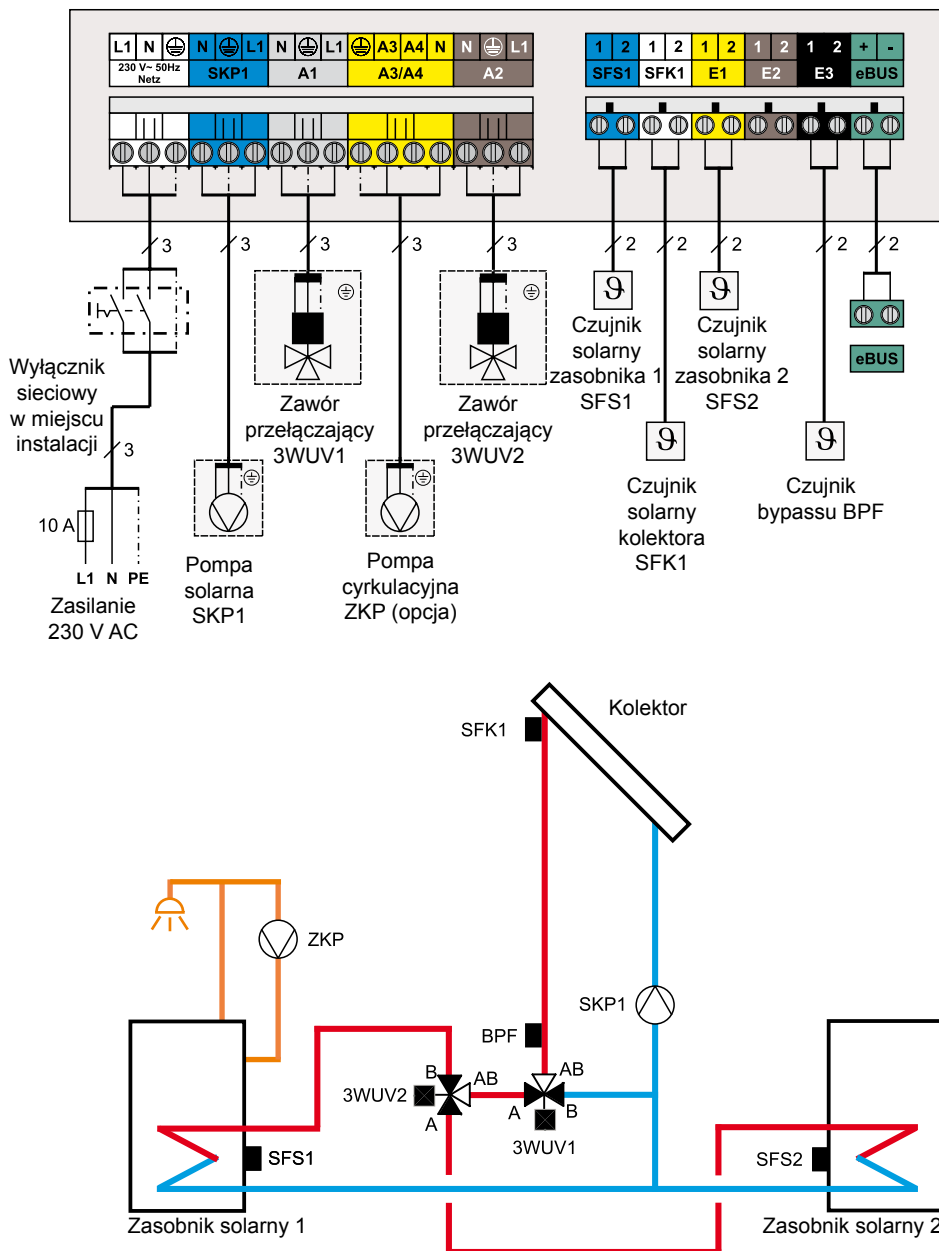 L1 N N L1 N L1 A3 A4 N N L1
230 V~ 50Hz
Netz
SKP1 A1 A3/A4 A2
1 2 1 2 1 2 1 2 1 2 + -
SFS1 SFK1 E1 E2 E3 eBUS
3 3 3 3 3 2 2 2 2 2
Wyłącznik
sieciowy
w miejscu
instalacji
3
10 A
L1 N PE
Zasilanie
230 V AC
Pompa
solarna
SKP1
Zawór
przełączający
3WUV1
Pompa
cyrkulacyjna
ZKP (opcja)
Zawór
przełączający
3WUV2
ϑ
Czujnik
solarny
zasobnika 1
SFS1
ϑ
Czujnik
solarny
kolektora
SFK1
ϑ
Czujnik
solarny
zasobnika 2
SFS2
ϑ
Czujnik
bypassu BPF
eBUS
Kolektor
SFK1
ZKP
SKP1
BPF
B
AB
3WUV2
A
AB
A
B
3WUV1
SFS1
SFS2
Zasobnik solarny 1
Zasobnik solarny 2